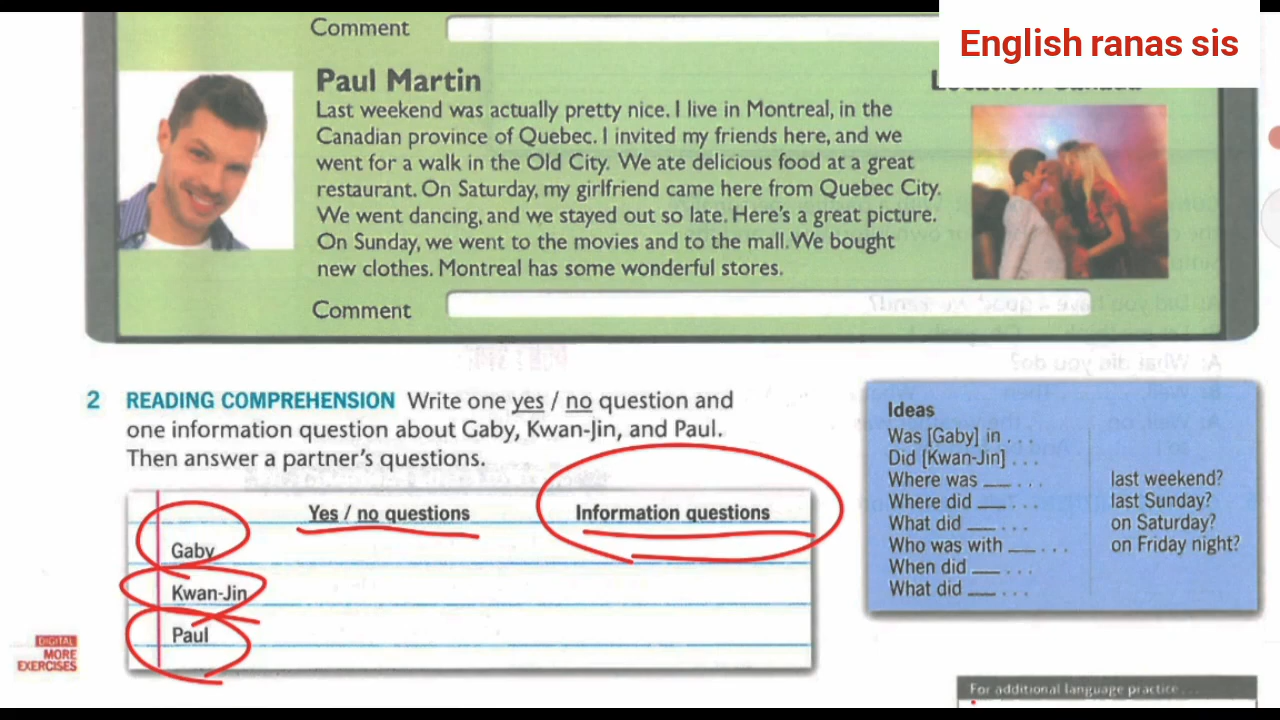 Comment
English ranas sis
Paul Martin
Last weekend was actually pretty nice. I live in Montreal, in the
Canadian province of Quebec. I invited my friends here, and we
went for a walk in the Old City. We ate delicious food at a great
restaurant. On Saturday, my girlfriend came here from Quebec City.
We went dancing, and we stayed out so late. Here's a great picture.
On Sunday, we went to the movies and to the mall. We bought
new clothes. Montreal has some wonderful stores.
Comment
2 READING COMPREHENSION Write one yes / no question and
one information question about Gaby, Kwan-Jin, and Paul.
Then answer a partner's questions.
Yes / no questions Information questions
Gaby
Kwan-Jin
Paul
Ideas
Was [Gaby] in . . .
Did [Kwan-Jin] . . .
Where was ___ . . . last weekend?
Where did ___ . . . last Sunday?
What did ___ . . . on Saturday?
Who was with ___ . . . on Friday night?
When did ___ . . .
What did ___ . . .
DIGITAL
MORE
EXERCISES
For additional language practice . . .